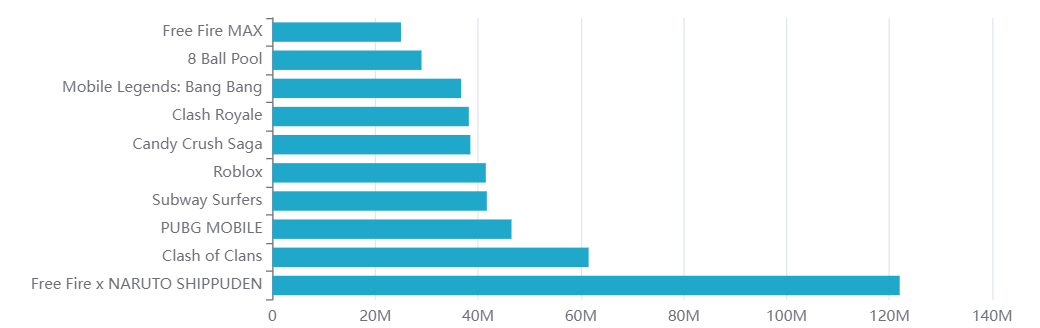 Free Fire MAX
8 Ball Pool
Mobile Legends: Bang Bang
Clash Royale
Candy Crush Saga
Roblox
Subway Surfers
PUBG MOBILE
Clash of Clans
Free Fire x NARUTO SHIPPUDEN
0 20M 40M 60M 80M 100M 120M 140M